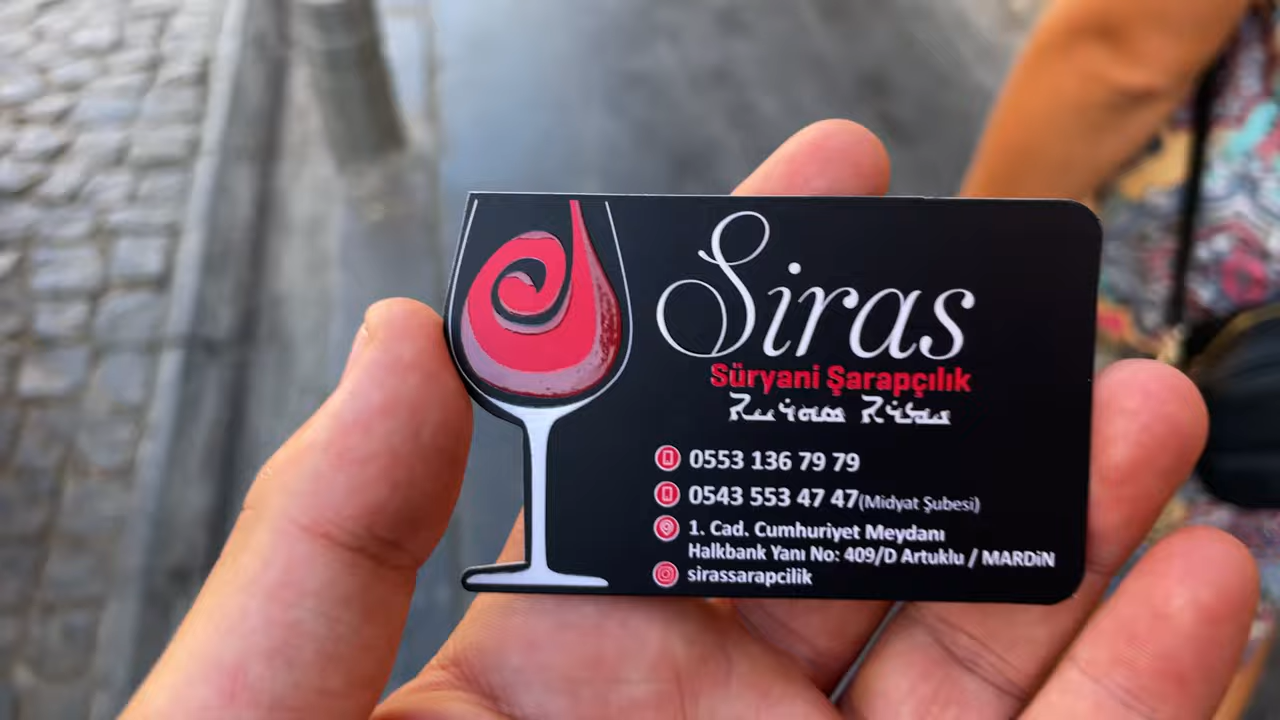 Siras
Süryani Şarapçılık
0553 136 79 79
0543 553 47 47 (Midyat Şubesi)
1. Cad. Cumhuriyet Meydanı
Halkbank Yanı No: 409/D Artuklu / MARDiN
sirassarapcilik